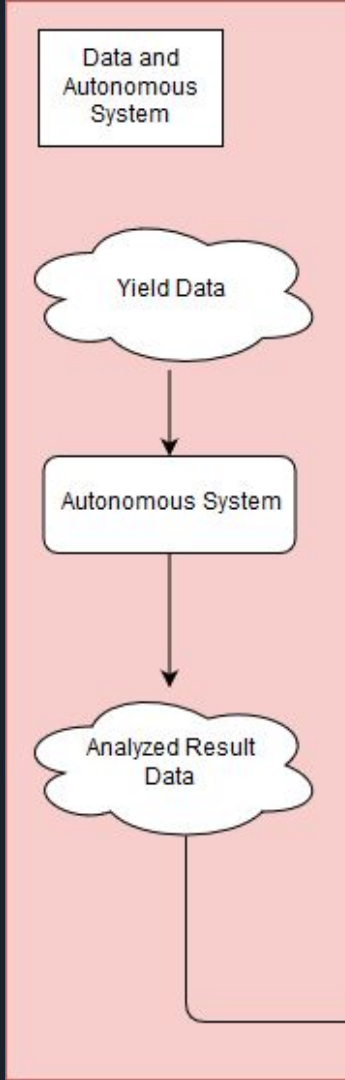 Data and
Autonomous
System
Yield Data
Autonomous System
Analyzed Result
Data